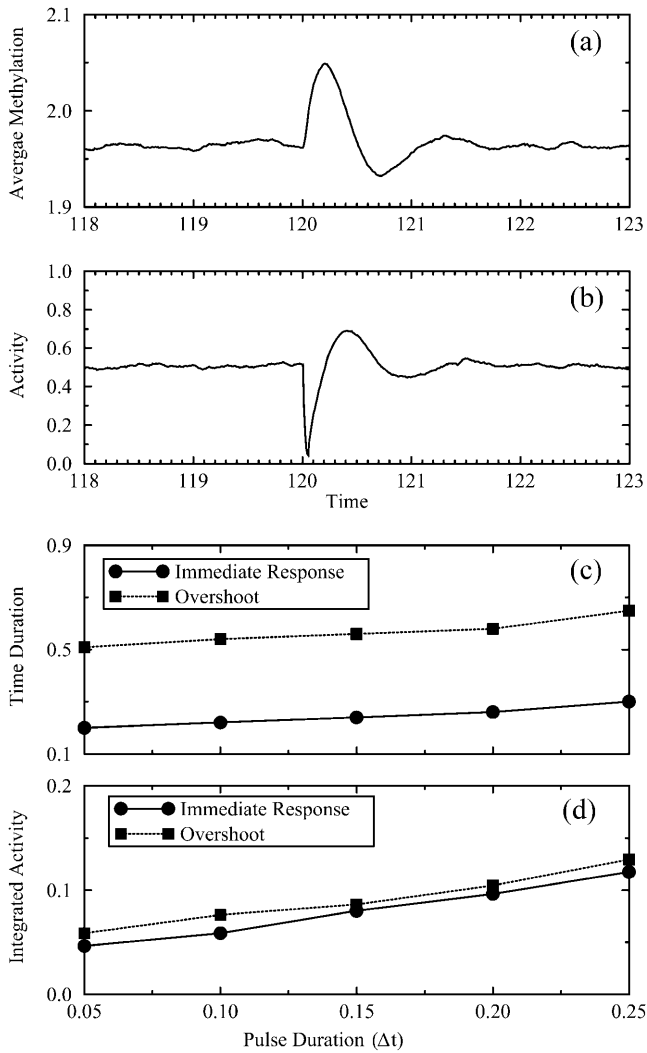 2.1
(a)
Avergae Methylation
2.0
1.9
118 119 120 121 122 123
1.0
(b)
0.8
Activity
0.6
0.4
0.2
0.0
118 119 120 121 122 123
Time
0.9
(c)
Immediate Response
Overshoot
Time Duration
0.5
0.1
0.2
(d)
Immediate Response
Overshoot
Integrated Activity
0.1
0.0
0.05 0.10 0.15 0.20 0.25
Pulse Duration (Δt)